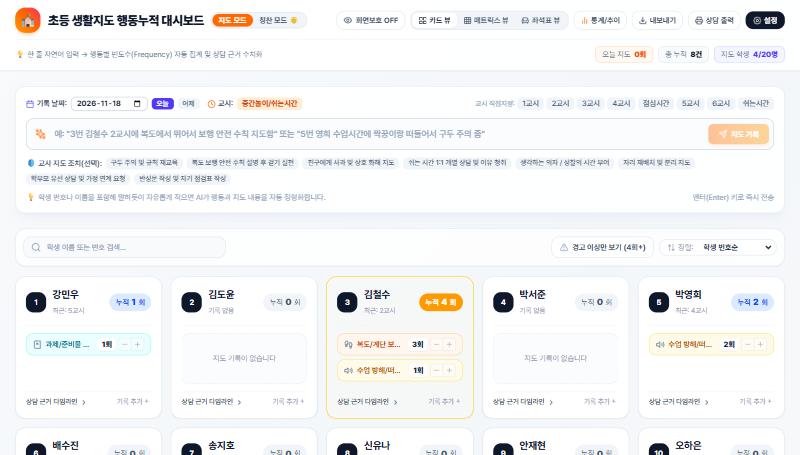 초등 생활지도 행동누적 대시보드
지도 모드
칭찬 모드
화면보호 OFF
카드 뷰
매트릭스 뷰
좌석표 뷰
통계/추이
내보내기
상담 출력
설정
한 줄 자연어 입력 → 행동별 빈도수(Frequency) 자동 집계 및 상담 근거 수치화
오늘 지도 0회
총 누적 8건
지도 학생 4/20명
기록 날짜: 2026-11-18
오늘
어제
교시: 중간놀이/쉬는시간
교시 직접지정:
1교시
2교시
3교시
4교시
점심시간
5교시
6교시
쉬는시간
예: "3번 김철수 2교시에 복도에서 뛰어서 보행 안전 수칙 지도함" 또는 "5번 영희 수업시간에 짝꿍이랑 떠들어서 구두 주의 줌"
지도 기록
교사 지도 조치(선택):
구두 주의 및 규칙 재교육
복도 보행 안전 수칙 설명 후 걷기 실천
친구에게 사과 및 상호 화해 지도
쉬는 시간 1:1 개별 상담 및 이유 청취
생각하는 의자 / 성찰의 시간 부여
자리 재배치 및 분리 지도
학부모 유선 상담 및 가정 연계 요청
반성문 작성 및 자기 점검표 작성
학생 번호나 이름을 포함해 말하듯이 자유롭게 적으면 AI가 행동과 지도 내용을 자동 정형화합니다.
엔터(Enter) 키로 즉시 전송
학생 이름 또는 번호 검색...
경고 이상만 보기 (4회+)
정렬:
학생 번호순
1
강민우
최근: 5교시
누적 1 회
과제/준비물 ...
1회
상담 근거 타임라인
기록 추가 +
2
김도윤
기록 없음
누적 0 회
지도 기록이 없습니다
상담 근거 타임라인
기록 추가 +
3
김철수
최근: 2교시
누적 4 회
복도/계단 보...
3회
수업 방해/떠...
1회
상담 근거 타임라인
기록 추가 +
4
박서준
기록 없음
누적 0 회
지도 기록이 없습니다
상담 근거 타임라인
기록 추가 +
5
박영희
최근: 4교시
누적 2 회
수업 방해/떠...
2회
상담 근거 타임라인
기록 추가 +
6
배수진
누적 0 회
7
송지호
누적 0 회
8
신유나
누적 0 회
9
안재현
누적 0 회
10
오하은
누적 0 회